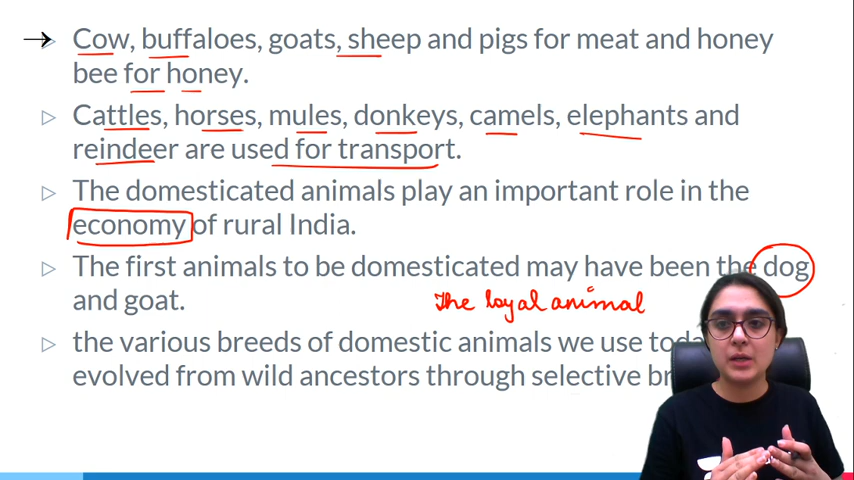 Cow, buffaloes, goats, sheep and pigs for meat and honey
bee for honey.
Cattles, horses, mules, donkeys, camels, elephants and
reindeer are used for transport.
The domesticated animals play an important role in the
economy of rural India.
The first animals to be domesticated may have been the dog
and goat.
The loyal animal
the various breeds of domestic animals we use
evolved from wild ancestors through selective